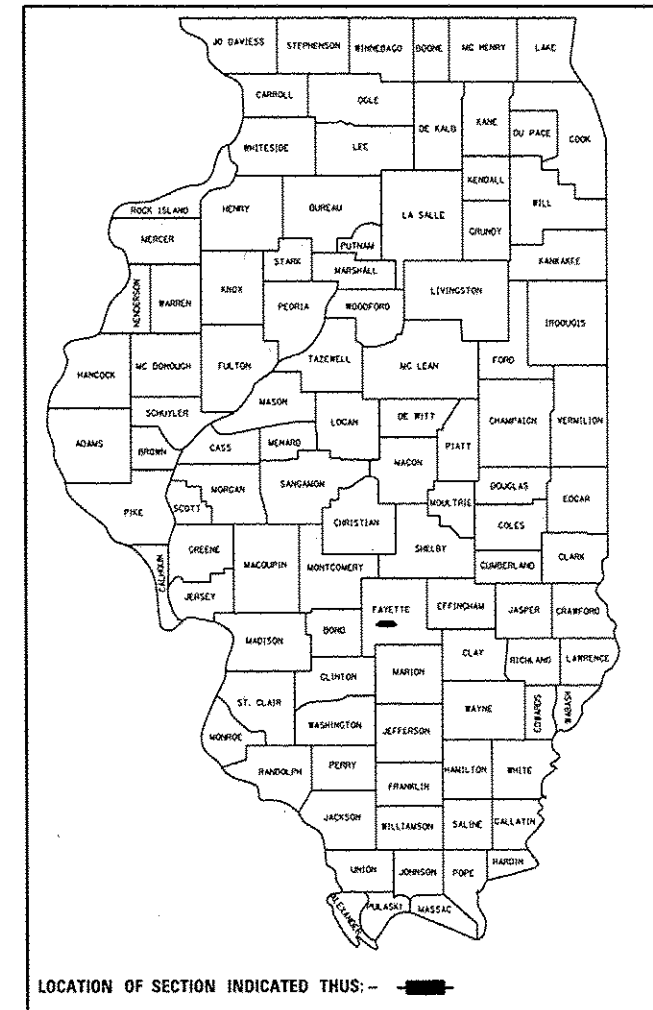 JO DAVIESS STEPHENSON WINNEBAGO BOONE MC HENRY LAKE
CARROLL OGLE
DE KALB KANE DU PAGE COOK
WHITESIDE LEE
KENDALL
ROCK ISLAND HENRY BUREAU LA SALLE WILL
MERCER PUTNAM GRUNDY
STARK MARSHALL KANKAKEE
HENDERSON WARREN KNOX PEORIA WOODFORD LIVINGSTON
IROQUOIS
HANCOCK MC DONOUGH FULTON TAZEWELL MC LEAN FORD
MASON
SCHUYLER LOGAN DE WITT CHAMPAIGN VERMILION
ADAMS BROWN CASS MENARD PIATT
MACON
MORGAN SANGAMON DOUGLAS EDGAR
PIKE SCOTT CHRISTIAN MOULTRIE
COLES
GREENE MACOUPIN MONTGOMERY SHELBY
CALHOUN CUMBERLAND CLARK
JERSEY FAYETTE EFFINGHAM JASPER CRAWFORD
MADISON BOND
CLAY RICHLAND LAWRENCE
CLINTON MARION
ST. CLAIR WAYNE EDWARDS WABASH
WASHINGTON JEFFERSON
MONROE
RANDOLPH PERRY HAMILTON WHITE
FRANKLIN
JACKSON WILLIAMSON SALINE GALLATIN
UNION JOHNSON POPE HARDIN
ALEXANDER PULASKI MASSAC
LOCATION OF SECTION INDICATED THUS:-